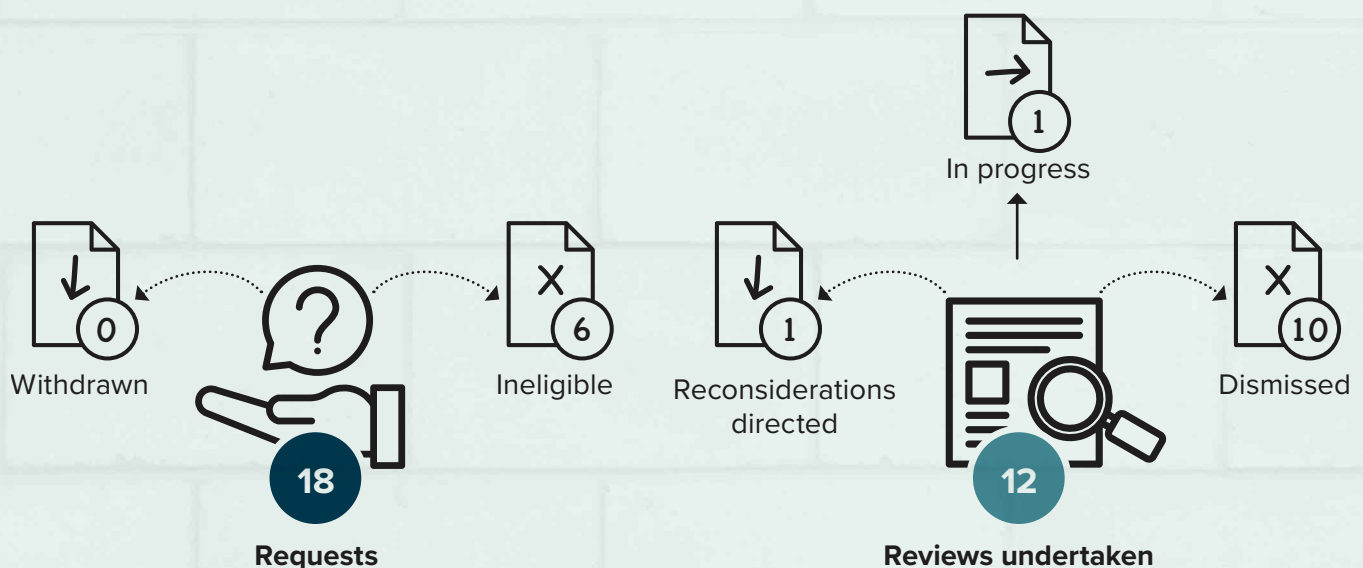 1
In progress
0
Withdrawn
6
Ineligible
18
Requests
1
Reconsiderations
directed
10
Dismissed
12
Reviews undertaken